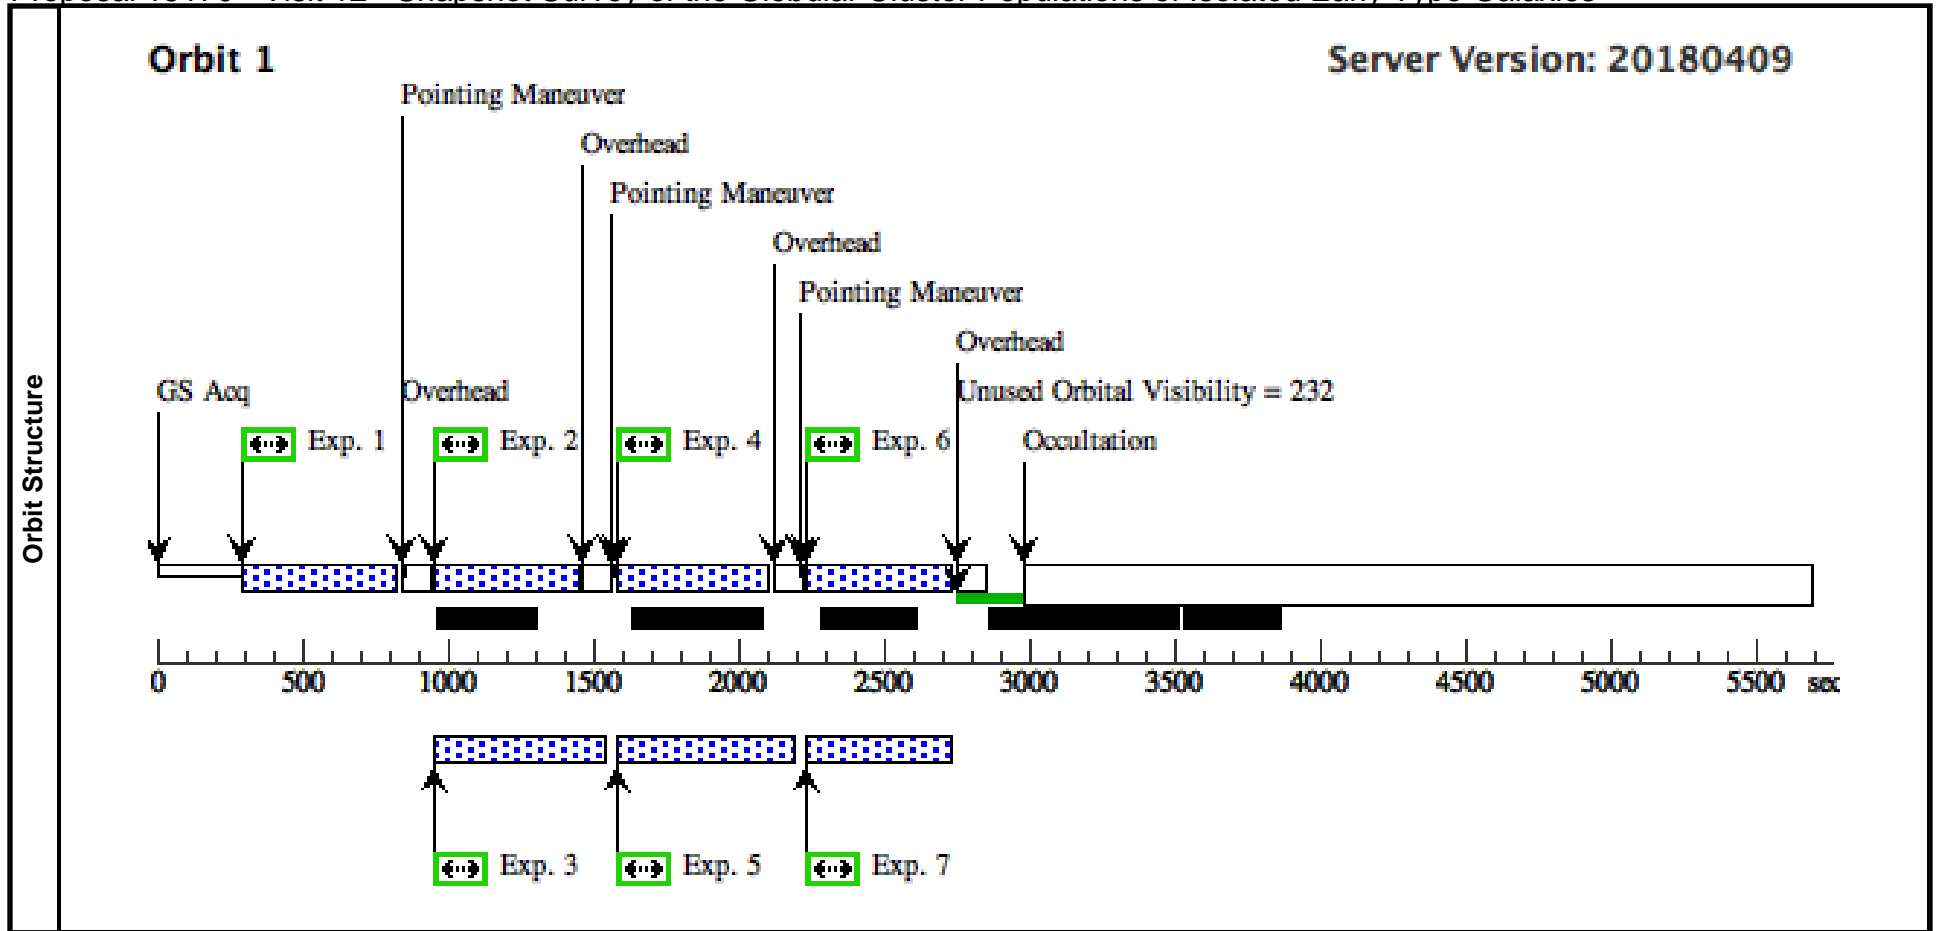 Orbit 1
Server Version: 20180409
Pointing Maneuver
Overhead
Pointing Maneuver
Overhead
Pointing Maneuver
Overhead
GS Acq
Overhead
Unused Orbital Visibility = 232
Exp. 1
Exp. 2
Exp. 4
Exp. 6
Occultation
Orbit Structure
0 500 1000 1500 2000 2500 3000 3500 4000 4500 5000 5500 sec
Exp. 3
Exp. 5
Exp. 7